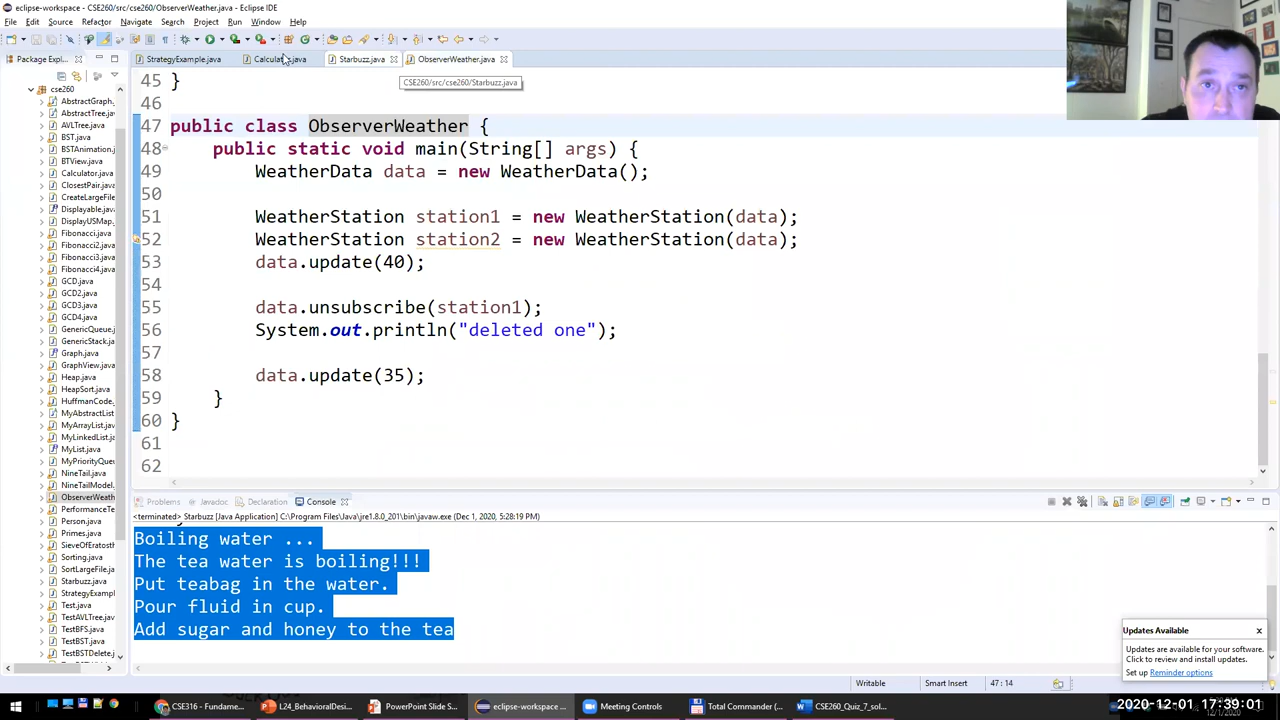 eclipse-workspace - CSE260/src/cse260/ObserverWeather.java - Eclipse IDE
File Edit Source Refactor Navigate Search Project Run Window Help
Package Expl...
StrategyExample.java
Calculator.java
Starbuzz.java
ObserverWeather.java
CSE260/src/cse260/Starbuzz.java
cse260
AbstractGraph.
AbstractTree.ja
AVLTree.java
BST.java
BSTAnimation.j
BTView.java
Calculator.java
ClosestPair.java
CreateLargeFile
Displayable.java
DisplayUSMap.
Fibonacci.java
Fibonacci2.java
Fibonacci3.java
Fibonacci4.java
GCD.java
GCD2.java
GCD3.java
GCD4.java
GenericQueue.
GenericStack.ja
Graph.java
GraphView.java
Heap.java
HeapSort.java
HuffmanCode.
MyAbstractList
MyArrayList.jav
MyLinkedList.ja
MyList.java
MyPriorityQueu
NineTail.java
NineTailModel.
ObserverWeath
PerformanceTe
Person.java
Primes.java
SieveOfEratosth
Sorting.java
SortLargeFile.ja
Starbuzz.java
StrategyExampl
Test.java
TestAVLTree.jav
TestBFS.java
TestBST.java
TestBSTDelete.j
45 }
46
47 public class ObserverWeather {
48 public static void main(String[] args) {
49 WeatherData data = new WeatherData();
50
51 WeatherStation station1 = new WeatherStation(data);
52 WeatherStation station2 = new WeatherStation(data);
53 data.update(40);
54
55 data.unsubscribe(station1);
56 System.out.println("deleted one");
57
58 data.update(35);
59 }
60 }
61
62
Problems Javadoc Declaration Console
<terminated> Starbuzz [Java Application] C:\Program Files\Java\jre1.8.0_201\bin\javaw.exe (Dec 1, 2020, 5:28:19 PM)
Boiling water ...
The tea water is boiling!!!
Put teabag in the water.
Pour fluid in cup.
Add sugar and honey to the tea
Updates Available
Updates are available for your software.
Click to review and install updates.
Set up Reminder options
Writable Smart Insert 47 : 14
CSE316 - Fundame...
L24_BehavioralDesi...
PowerPoint Slide S...
eclipse-workspace ...
Meeting Controls
Total Commander (...
CSE260_Quiz_7_sol...
2020-12-01 17:39:01